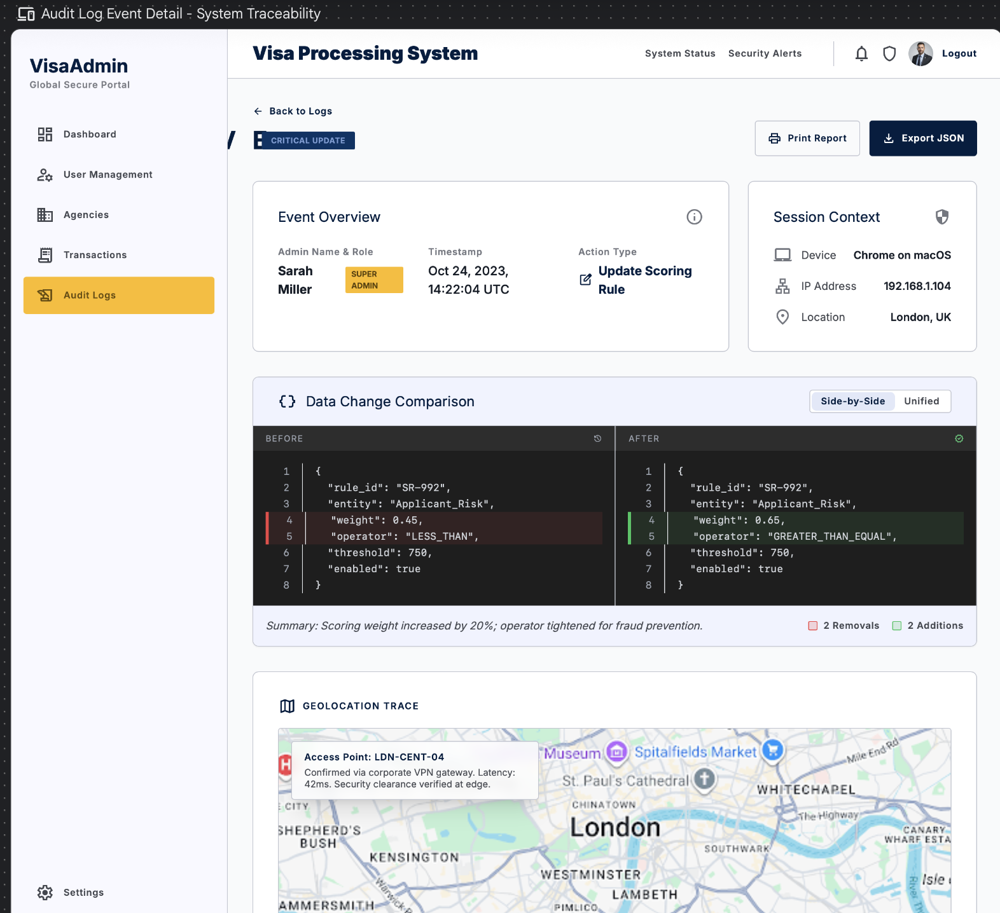 Audit Log Event Detail - System Traceability
VisaAdmin
Global Secure Portal
Dashboard
User Management
Agencies
Transactions
Audit Logs
Settings
Visa Processing System
System Status
Security Alerts
Logout
Back to Logs
CRITICAL UPDATE
Print Report
Export JSON
Event Overview
Admin Name & Role
Sarah
Miller
SUPER
ADMIN
Timestamp
Oct 24, 2023,
14:22:04 UTC
Action Type
Update Scoring
Rule
Session Context
Device Chrome on macOS
IP Address 192.168.1.104
Location London, UK
{} Data Change Comparison
Side-by-Side
Unified
BEFORE
1 {
2 "rule_id": "SR-992",
3 "entity": "Applicant_Risk",
4 "weight": 0.45,
5 "operator": "LESS_THAN",
6 "threshold": 750,
7 "enabled": true
8 }
AFTER
1 {
2 "rule_id": "SR-992",
3 "entity": "Applicant_Risk",
4 "weight": 0.65,
5 "operator": "GREATER_THAN_EQUAL",
6 "threshold": 750,
7 "enabled": true
8 }
Summary: Scoring weight increased by 20%; operator tightened for fraud prevention.
2 Removals
2 Additions
GEOLOCATION TRACE
Access Point: LDN-CENT-04
Confirmed via corporate VPN gateway. Latency:
42ms. Security clearance verified at edge.
H
Museum
Spitalfields Market
Mile End Rd
St. Paul's Cathedral
WHITECHAPEL
E CITY
CHINATOWN
The Highway
London
SHEPHERD'S
BUSH
CANARY
WHARF ESTA
KENSINGTON
SOUTHWARK
WESTMINSTER
Isle
LAMBETH
AMMERSMITH
PIMLICO
Warwick R
River Th